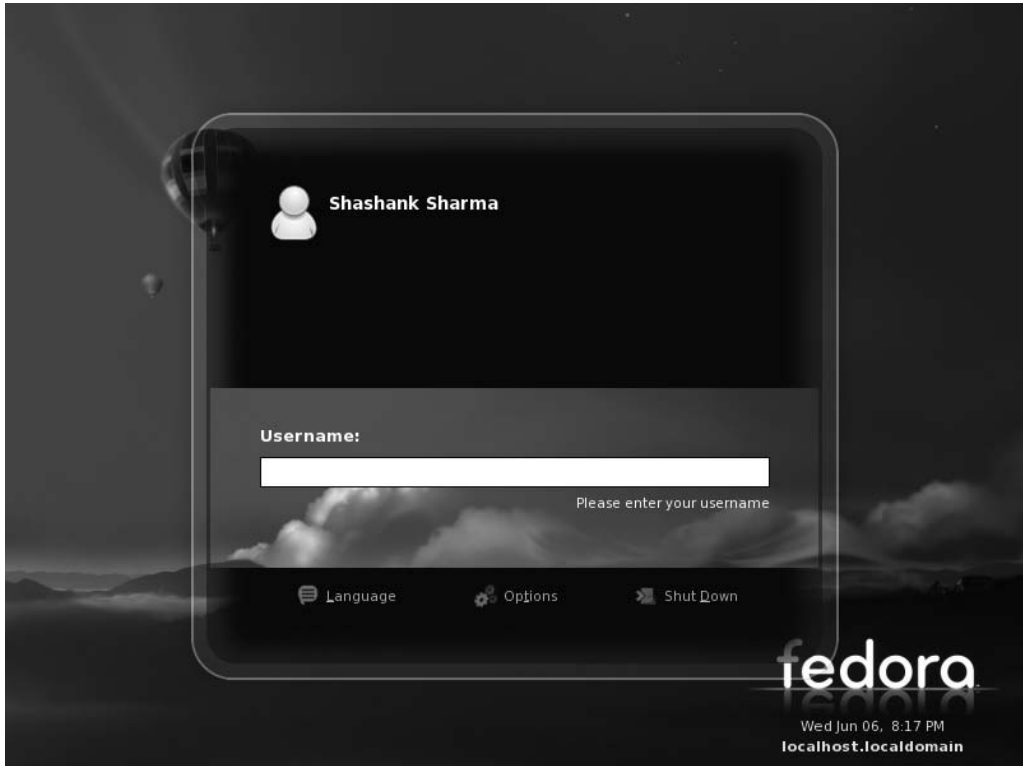 Shashank Sharma
Username:
Please enter your username
Language
Options
Shut Down
fedora
Wed Jun 06, 8:17 PM
localhost.localdomain